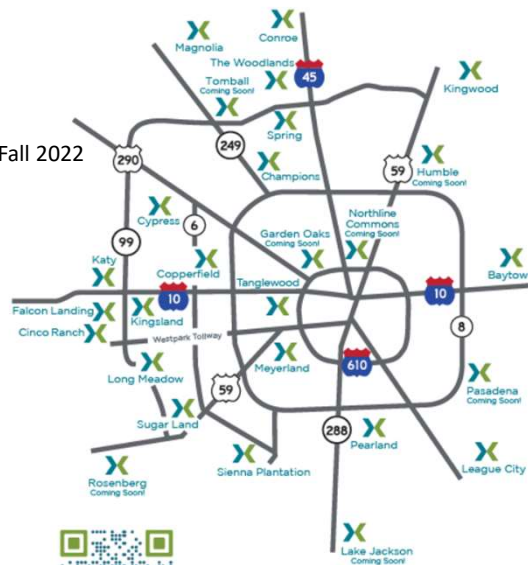 Conroe
Magnolia
The Woodlands
45
Tomball
Coming Soon!
Kingwood
Spring
249
Fall 2022
290
Champions
59
Humble
Coming Soon!
Cypress
6
Northline
Commons
Coming Soon!
Garden Oaks
Coming Soon!
99
Katy
Copperfield
Tanglewood
Baytow
10
10
Falcon Landing
Kingsland
8
Cinco Ranch
Westpark Tollway
Long Meadow
Meyerland
610
59
Pasadena
Coming Soon!
Sugar Land
288
Pearland
Sienna Plantation
League City
Rosenberg
Coming Soon!
Lake Jackson
Coming Soon!